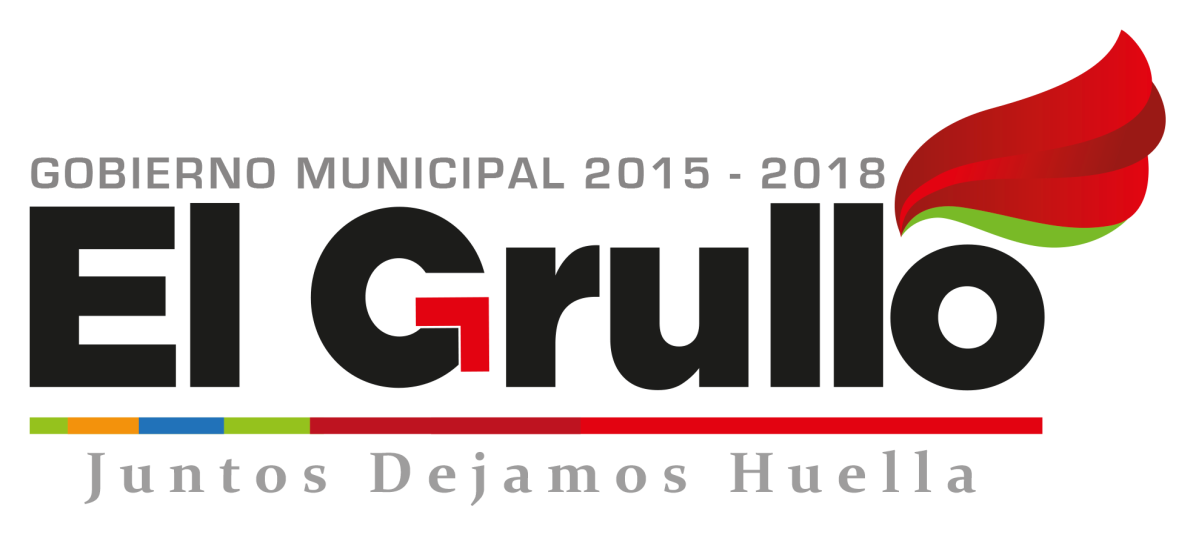 GOBIERNO MUNICIPAL 2015 - 2018
El Grullo
Juntos Dejamos Huella